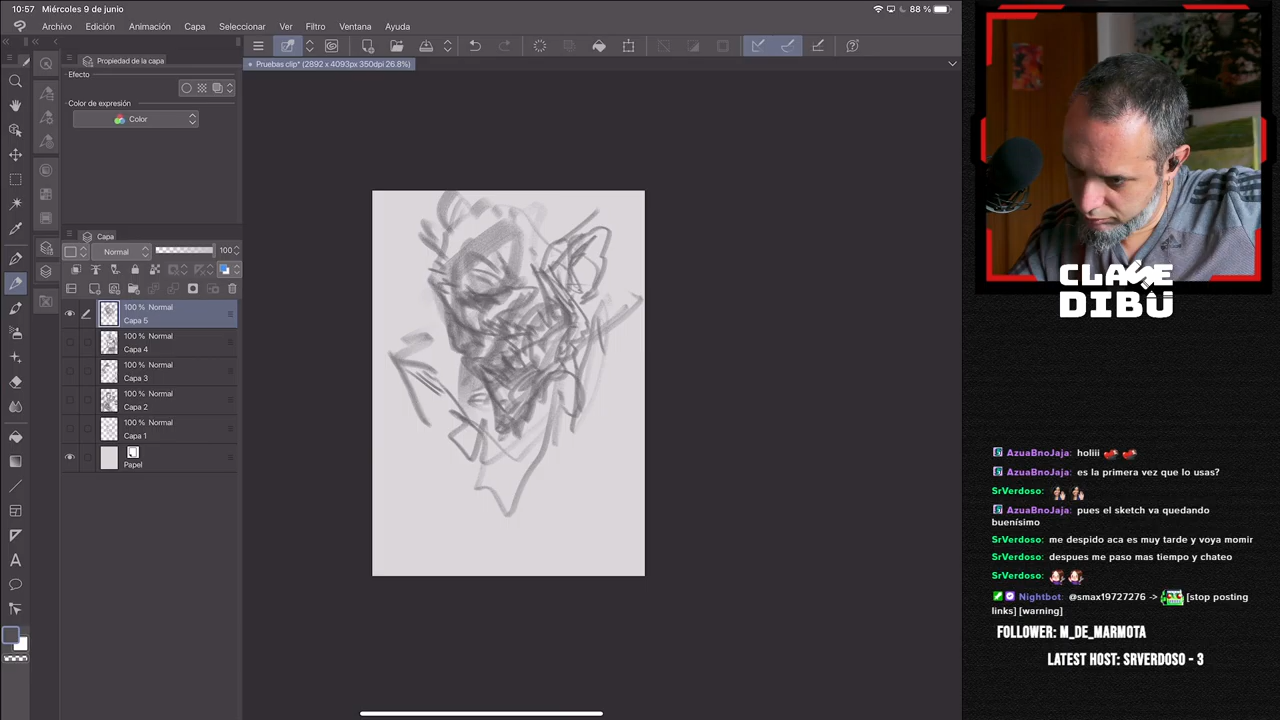 10:57 Miércoles 9 de junio
88 %
Archivo Edición Animación Capa Seleccionar Ver Filtro Ventana Ayuda
Pruebas clip* (2892 x 4093px 350dpi 26.8%)
Propiedad de la capa
Efecto
Color de expresión
Color
Capa
Normal 100
100 % Normal
Capa 5
100 % Normal
Capa 4
100 % Normal
Capa 3
100 % Normal
Capa 2
100 % Normal
Capa 1
Papel
A
CLASE
DIBU
AzuaBnoJaja: holiii
AzuaBnoJaja: es la primera vez que lo usas?
SrVerdoso:
AzuaBnoJaja: pues el sketch va quedando
buenísimo
SrVerdoso: me despido aca es muy tarde y voya momir
SrVerdoso: despues me paso mas tiempo y chateo
SrVerdoso:
Nightbot: @smax19727276 -> [stop posting
links] [warning]
FOLLOWER: M_DE_MARMOTA
LATEST HOST: SRVERDOSO - 3